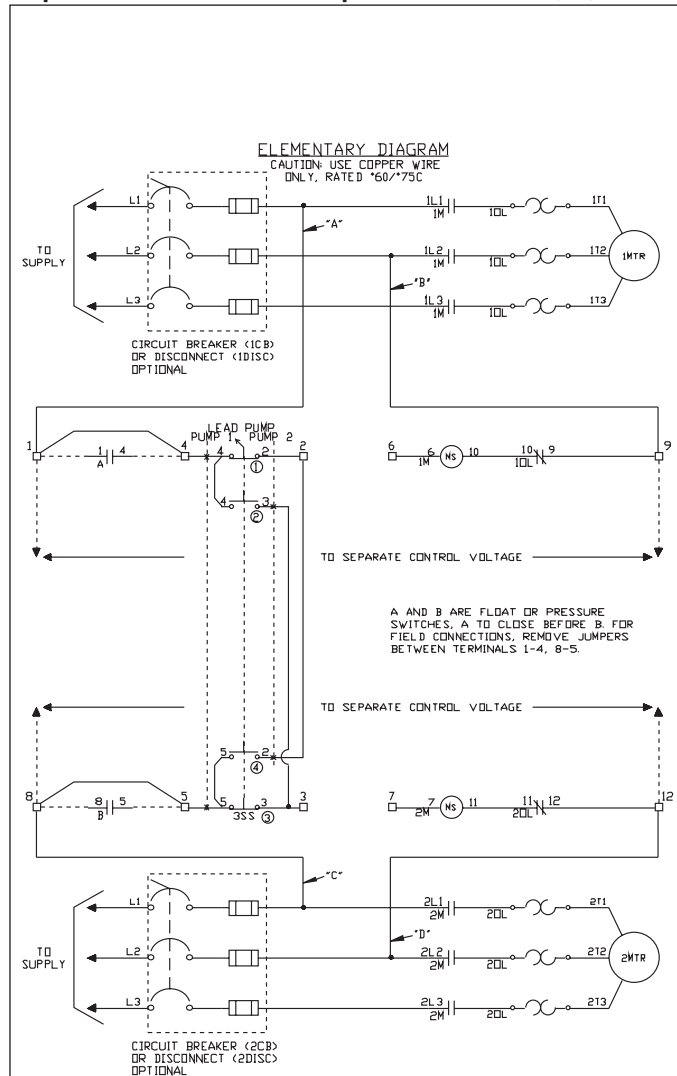 ELEMENTARY DIAGRAM
CAUTION: USE COPPER WIRE
ONLY, RATED *60/*75C
L1
1L1
1M
1OL
1T1
"A"
TO
SUPPLY
L2
1L2
1M
1OL
1T2
1MTR
"B"
L3
1L3
1M
1OL
1T3
CIRCUIT BREAKER (1CB)
OR DISCONNECT (1DISC)
OPTIONAL
LEAD PUMP
PUMP 1 PUMP 2
1 1 4 4 4 2 2 6 6 10 10 9 9
A 1 1M NS 1OL
4 3
2
TO SEPARATE CONTROL VOLTAGE
A AND B ARE FLOAT OR PRESSURE
SWITCHES, A TO CLOSE BEFORE B. FOR
FIELD CONNECTIONS, REMOVE JUMPERS
BETWEEN TERMINALS 1-4, 8-5.
TO SEPARATE CONTROL VOLTAGE
5 2
4
8 8 5 5 5 3 3 7 7 11 11 12 12
B 3SS 3 2M NS 2OL
"C"
L1
2L1
2M
2OL
2T1
"D"
TO
SUPPLY
L2
2L2
2M
2OL
2T2
2MTR
L3
2L3
2M
2OL
2T3
CIRCUIT BREAKER (2CB)
OR DISCONNECT (2DISC)
OPTIONAL